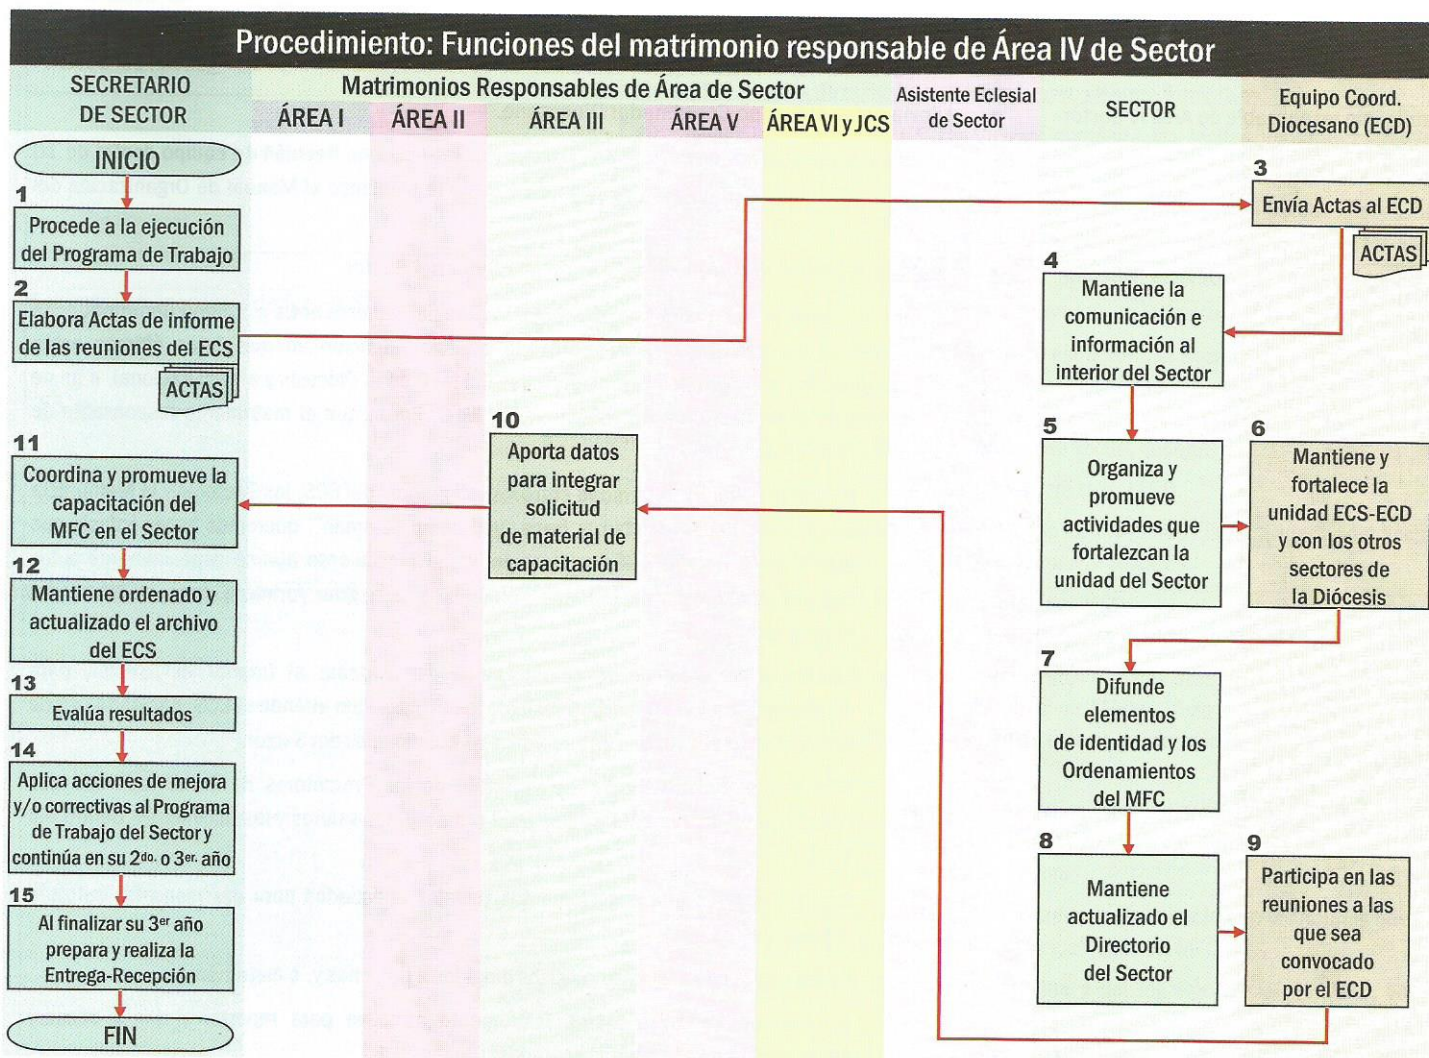 Procedimiento: Funciones del matrimonio responsable de Área IV de Sector
SECRETARIO
DE SECTOR
Matrimonios Responsables de Área de Sector
ÁREA I
ÁREA II
ÁREA III
ÁREA V
ÁREA VI y JCS
Asistente Eclesial
de Sector
SECTOR
Equipo Coord.
Diocesano (ECD)
INICIO
1
Procede a la ejecución
del Programa de Trabajo
2
Elabora Actas de informe
de las reuniones del ECS
ACTAS
3
Envía Actas al ECD
ACTAS
4
Mantiene la
comunicación e
información al
interior del Sector
5
Organiza y
promueve
actividades que
fortalezcan la
unidad del Sector
6
Mantiene y
fortalece la
unidad ECS-ECD
y con los otros
sectores de
la Diócesis
7
Difunde
elementos
de identidad y los
Ordenamientos
del MFC
8
Mantiene
actualizado el
Directorio
del Sector
9
Participa en las
reuniones a las
que sea
convocado
por el ECD
10
Aporta datos
para integrar
solicitud
de material de
capacitación
11
Coordina y promueve la
capacitación del
MFC en el Sector
12
Mantiene ordenado y
actualizado el archivo
del ECS
13
Evalúa resultados
14
Aplica acciones de mejora
y/o correctivas al Programa
de Trabajo del Sector y
continúa en su 2do. o 3er. año
15
Al finalizar su 3er año
prepara y realiza la
Entrega-Recepción
FIN